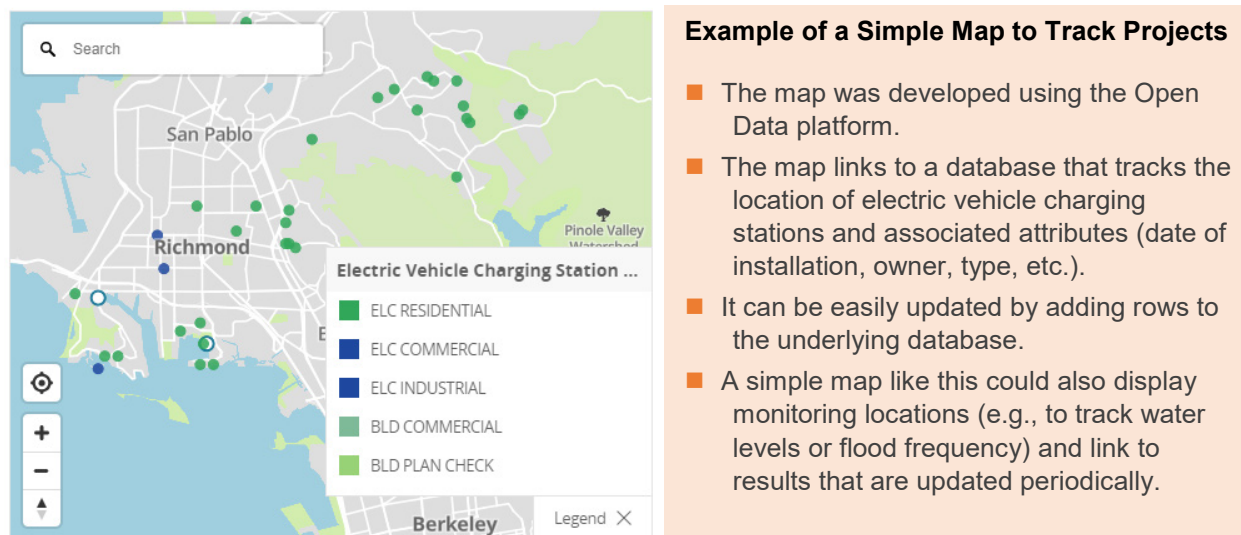 Search
San Pablo
Pinole Valley
Watershed
Richmond
Electric Vehicle Charging Station ...
ELC RESIDENTIAL
E
ELC COMMERCIAL
ELC INDUSTRIAL
BLD COMMERCIAL
BLD PLAN CHECK
Berkeley
Legend
Example of a Simple Map to Track Projects
The map was developed using the Open
Data platform.
The map links to a database that tracks the
location of electric vehicle charging
stations and associated attributes (date of
installation, owner, type, etc.).
It can be easily updated by adding rows to
the underlying database.
A simple map like this could also display
monitoring locations (e.g., to track water
levels or flood frequency) and link to
results that are updated periodically.